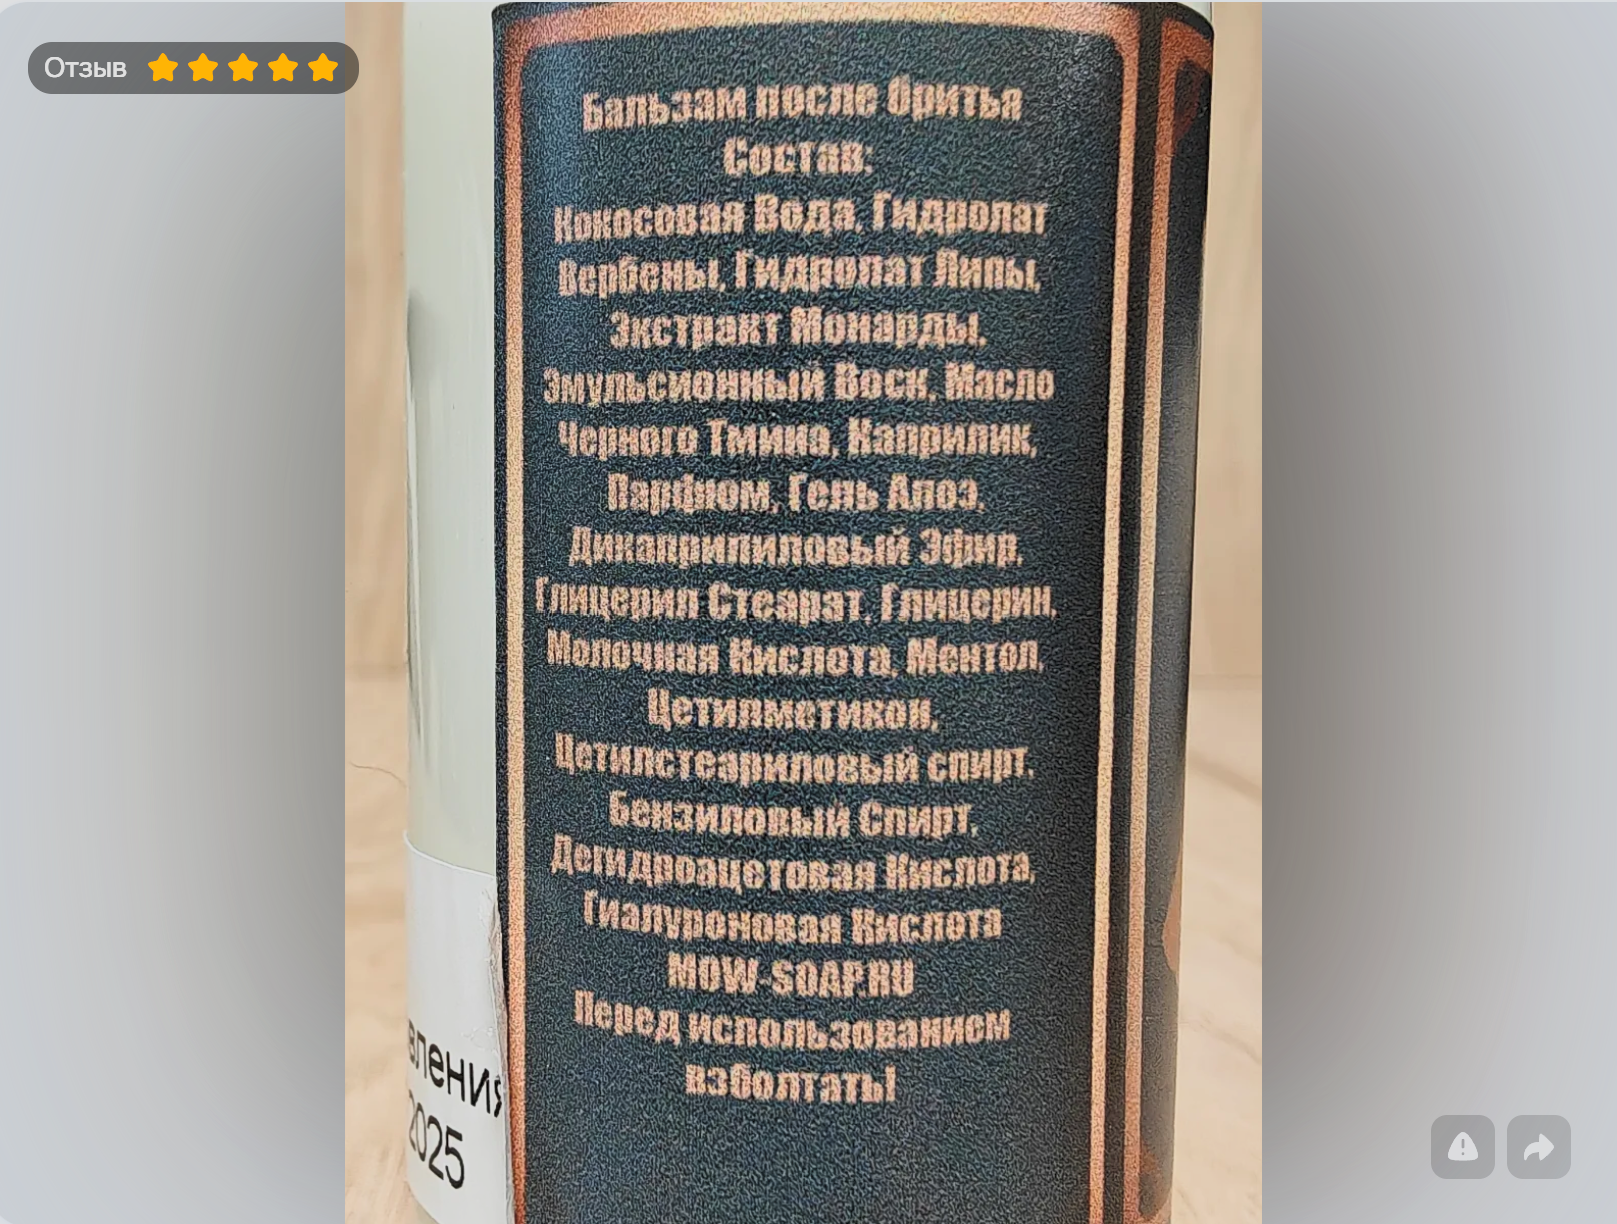 Отзыв
Бальзам после бритья
Состав:
Кокосовая Вода, Гидролат
Вербены, Гидролат Липы,
Экстракт Монарды,
Эмульсионный Воск, Масло
Черного Тмина, Каприлик,
Парфюм, Гель Алоэ,
Дикаприлиловый Эфир,
Глицерил Стеарат, Глицерин,
Молочная Кислота, Ментол,
Цетилметикон,
Цетилстеариловый спирт,
Бензиловый Спирт,
Дегидроацетовая Кислота,
Гиалуроновая Кислота
MOW-SOAP.RU
Перед использованием
взболтать!
вления
2025